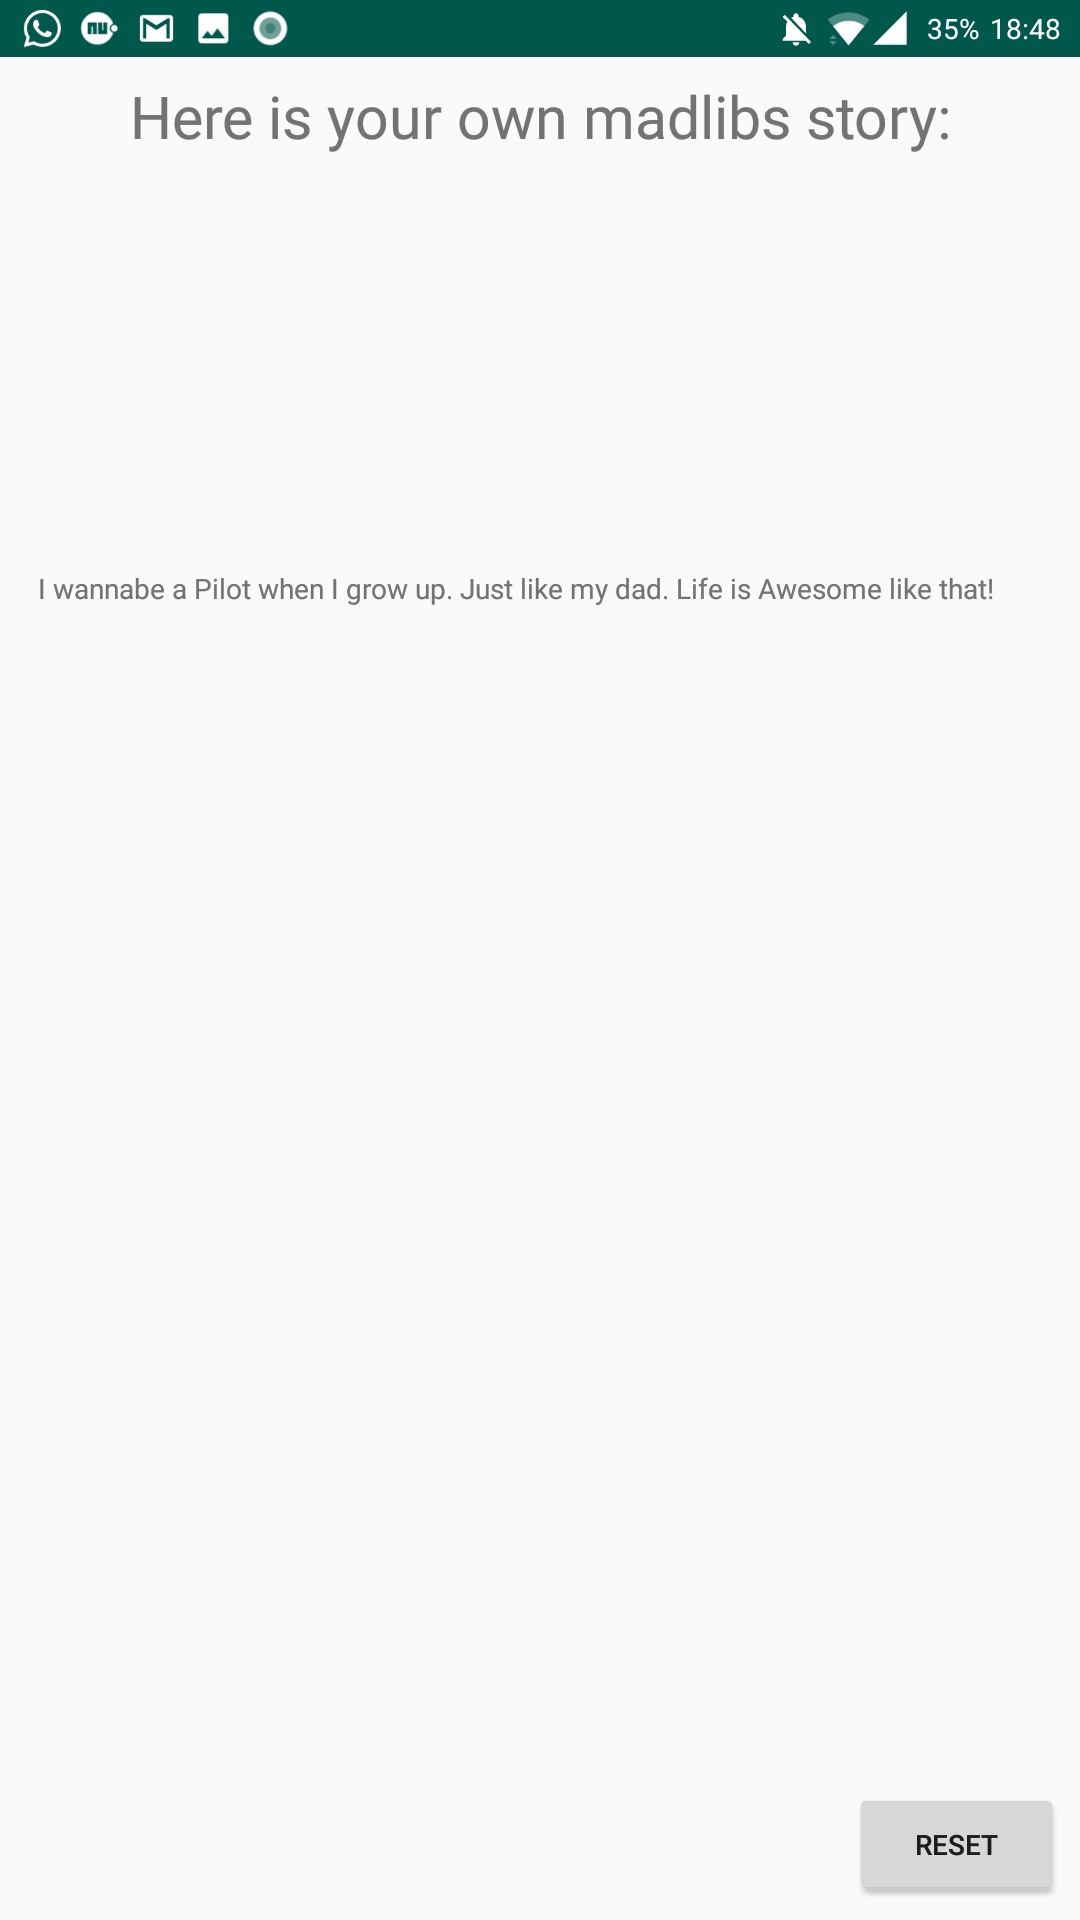 nu 35% 18:48
Here is your own madlibs story:
I wannabe a Pilot when I grow up. Just like my dad. Life is Awesome like that!
RESET